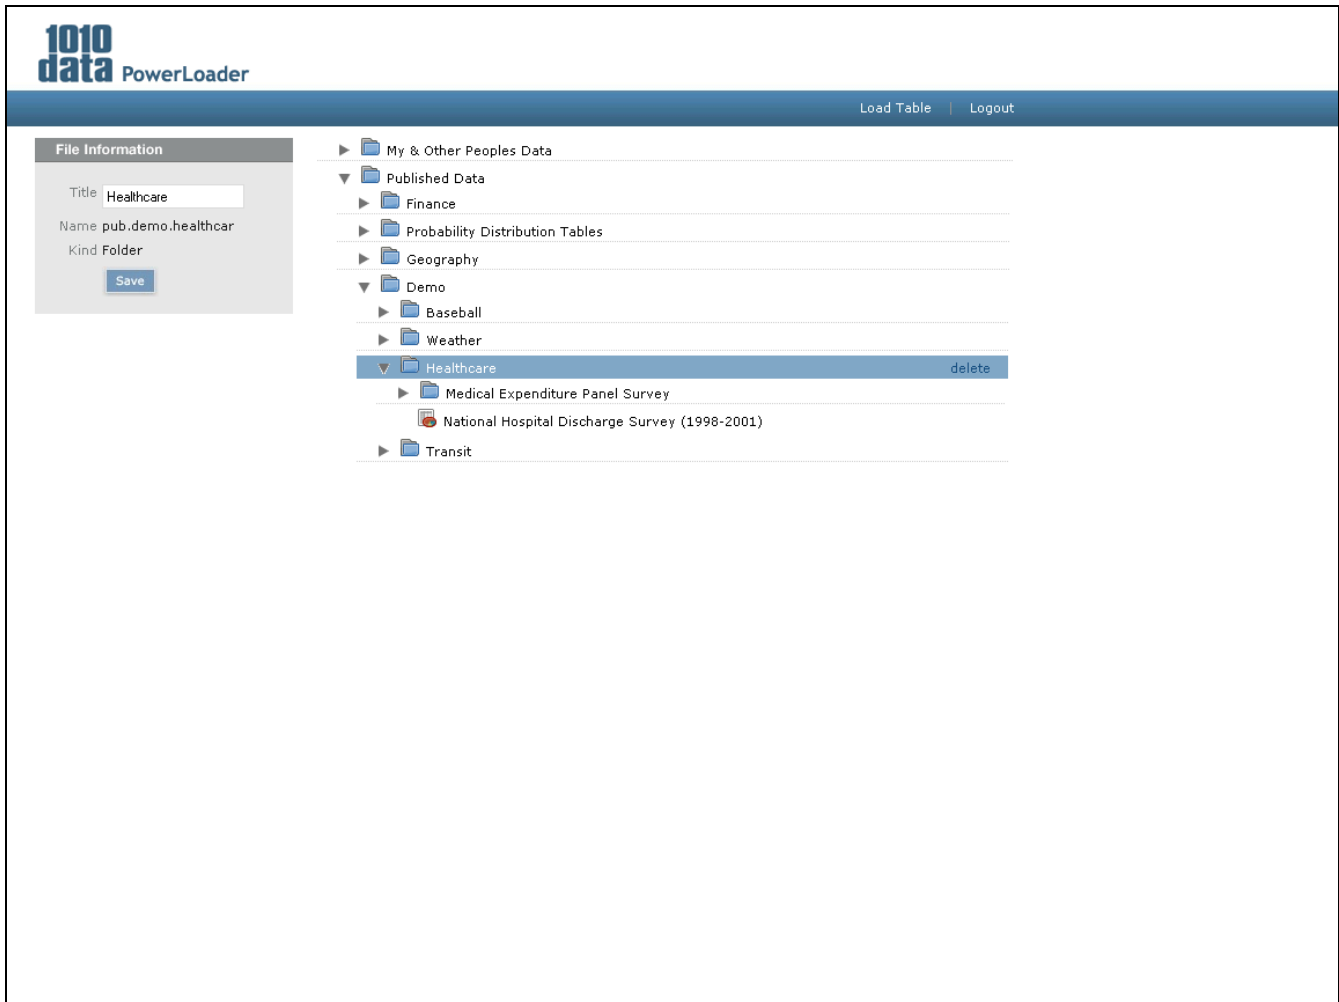 1010
data PowerLoader
Load Table | Logout
File Information
Title Healthcare
Name pub.demo.healthcar
Kind Folder
Save
My & Other Peoples Data
Published Data
Finance
Probability Distribution Tables
Geography
Demo
Baseball
Weather
Healthcare delete
Medical Expenditure Panel Survey
National Hospital Discharge Survey (1998-2001)
Transit